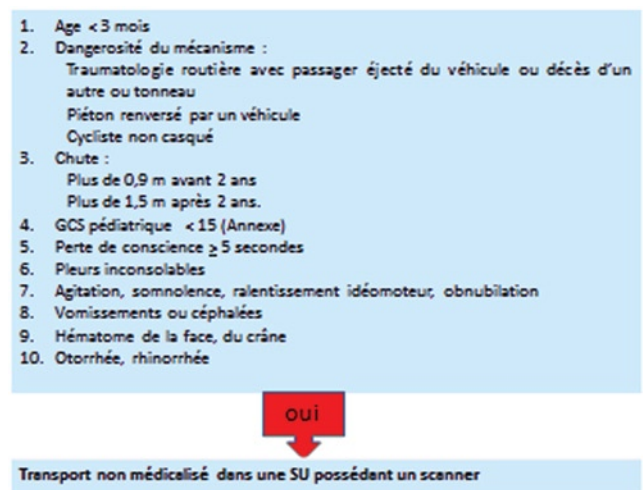 1. Age < 3 mois
2. Dangerosité du mécanisme :
Traumatologie routière avec passager éjecté du véhicule ou décès d'un
autre ou tonneau
Piéton renversé par un véhicule
Cycliste non casqué
3. Chute :
Plus de 0,9 m avant 2 ans
Plus de 1,5 m après 2 ans.
4. GCS pédiatrique < 15 (Annexe)
5. Perte de conscience ≥ 5 secondes
6. Pleurs inconsolables
7. Agitation, somnolence, ralentissement idéomoteur, obnubilation
8. Vomissements ou céphalées
9. Hématome de la face, du crâne
10. Otorrhée, rhinorrhée
oui
Transport non médicalisé dans une SU possédant un scanner